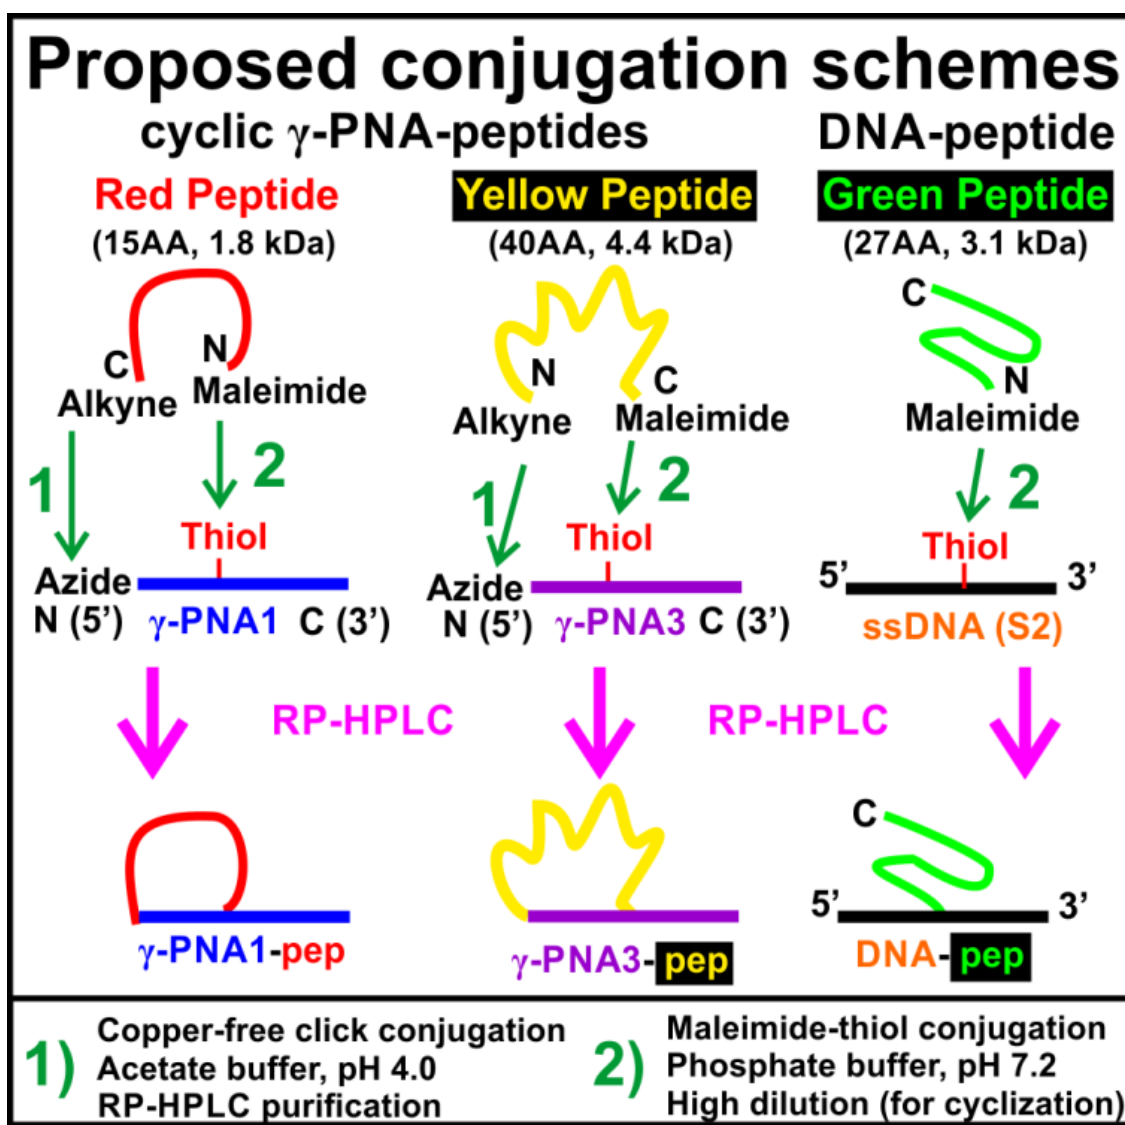 Proposed conjugation schemes
cyclic γ-PNA-peptides
DNA-peptide
Red Peptide
(15AA, 1.8 kDa)
C
N
Alkyne
Maleimide
1
2
Thiol
Azide
N (5’)
γ-PNA1
C (3’)
RP-HPLC
γ-PNA1-pep
Yellow Peptide
(40AA, 4.4 kDa)
N
C
Alkyne
Maleimide
1
2
Thiol
Azide
N (5’)
γ-PNA3
C (3’)
RP-HPLC
γ-PNA3-pep
Green Peptide
(27AA, 3.1 kDa)
C
N
Maleimide
2
Thiol
5’
3’
ssDNA (S2)
C
5’
3’
DNA-pep
1)
Copper-free click conjugation
Acetate buffer, pH 4.0
RP-HPLC purification
2)
Maleimide-thiol conjugation
Phosphate buffer, pH 7.2
High dilution (for cyclization)